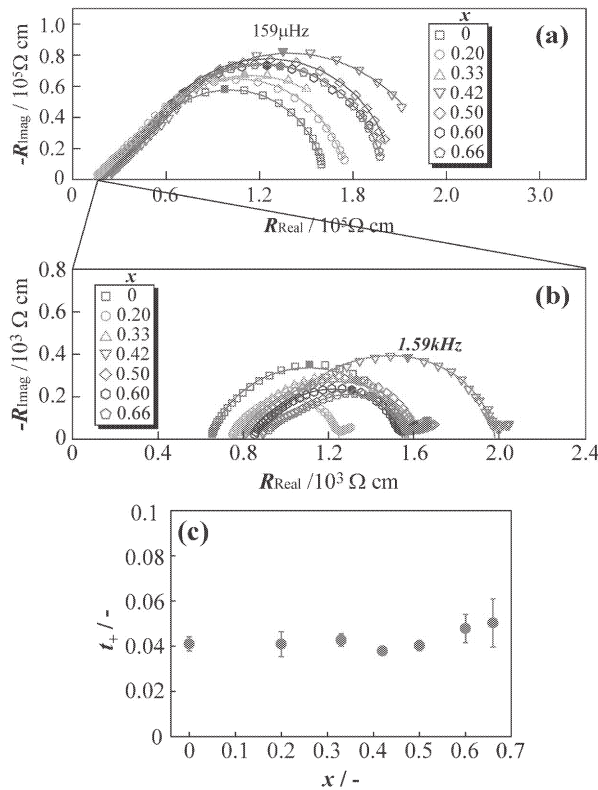 1.0
0.8
0.6
0.4
0.2
0
-RImag / 10⁵Ω cm
159μHz
(a)
x
0
0.20
0.33
0.42
0.50
0.60
0.66
0 0.6 1.2 1.8 2.0 3.0
RReal / 10⁵Ω cm
0.8
0.6
0.4
0.2
0
-RImag /10³ Ω cm
x
0
0.20
0.33
0.42
0.50
0.60
0.66
(b)
1.59kHz
0 0.4 0.8 1.2 1.6 2.0 2.4
RReal /10³ Ω cm
0.1
0.08
0.06
0.04
0.02
0
t+ / -
(c)
0 0.1 0.2 0.3 0.4 0.5 0.6 0.7
x / -